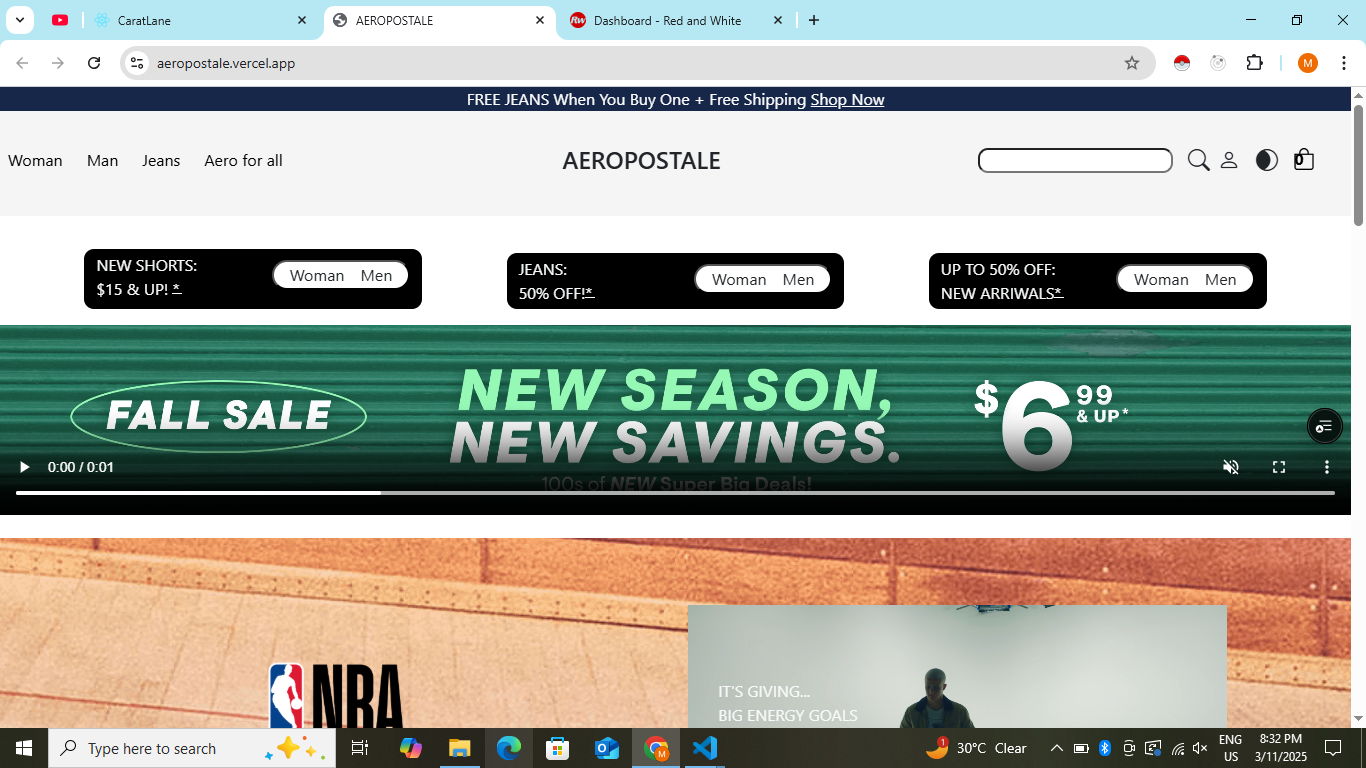 CaratLane
AEROPOSTALE
Dashboard - Red and White
aeropostale.vercel.app
M
FREE JEANS When You Buy One + Free Shipping Shop Now
Woman Man Jeans Aero for all
AEROPOSTALE
0
NEW SHORTS:
$15 & UP! *
Woman Men
JEANS:
50% OFF!*
Woman Men
UP TO 50% OFF:
NEW ARRIWALS*
Woman Men
FALL SALE
NEW SEASON,
NEW SAVINGS.
100s of NEW Super Big Deals!
$6 99
& UP*
0:00 / 0:01
NBA
IT'S GIVING...
BIG ENERGY GOALS
Type here to search
1
30°C Clear
ENG
US
8:32 PM
3/11/2025